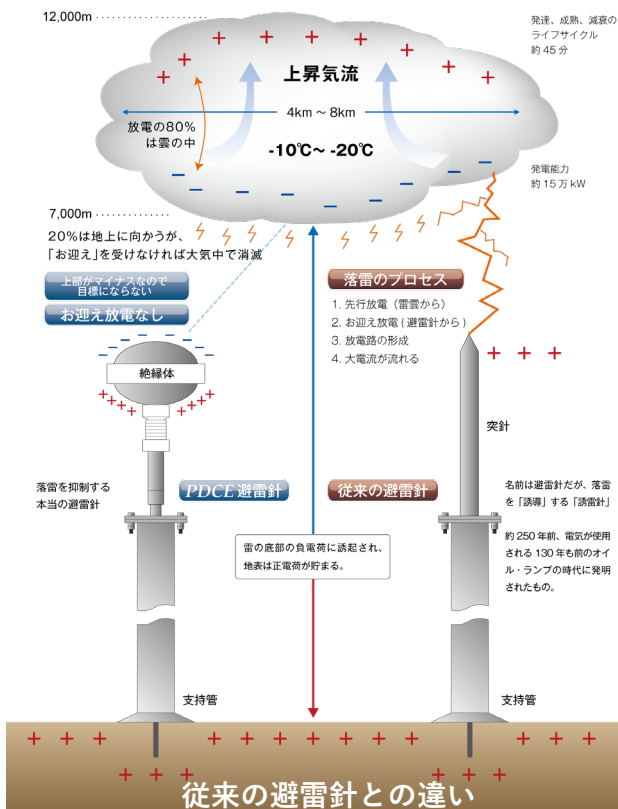 12,000m
発達、成熟、減衰の
ライフサイクル
約45分
上昇気流
4km ～ 8km
放電の80%
は雲の中
-10℃～ -20℃
発電能力
約15万kW
7,000m
20%は地上に向かうが、
「お迎え」を受けなければ大気中で消滅
上部がマイナスなので
目標にならない
お迎え放電なし
落雷のプロセス
1. 先行放電（雷雲から）
2. お迎え放電(避雷針から)
3. 放電路の形成
4. 大電流が流れる
絶縁体
突針
落雷を抑制する
本当の避雷針
PDCE避雷針
従来の避雷針
名前は避雷針だが、落雷
を「誘導」する「誘雷針」
約250年前、電気が使用
される130年も前のオイ
ル・ランプの時代に発明
されたもの。
雷の底部の負電荷に誘起され、
地表は正電荷が貯まる。
支持管
支持管
従来の避雷針との違い